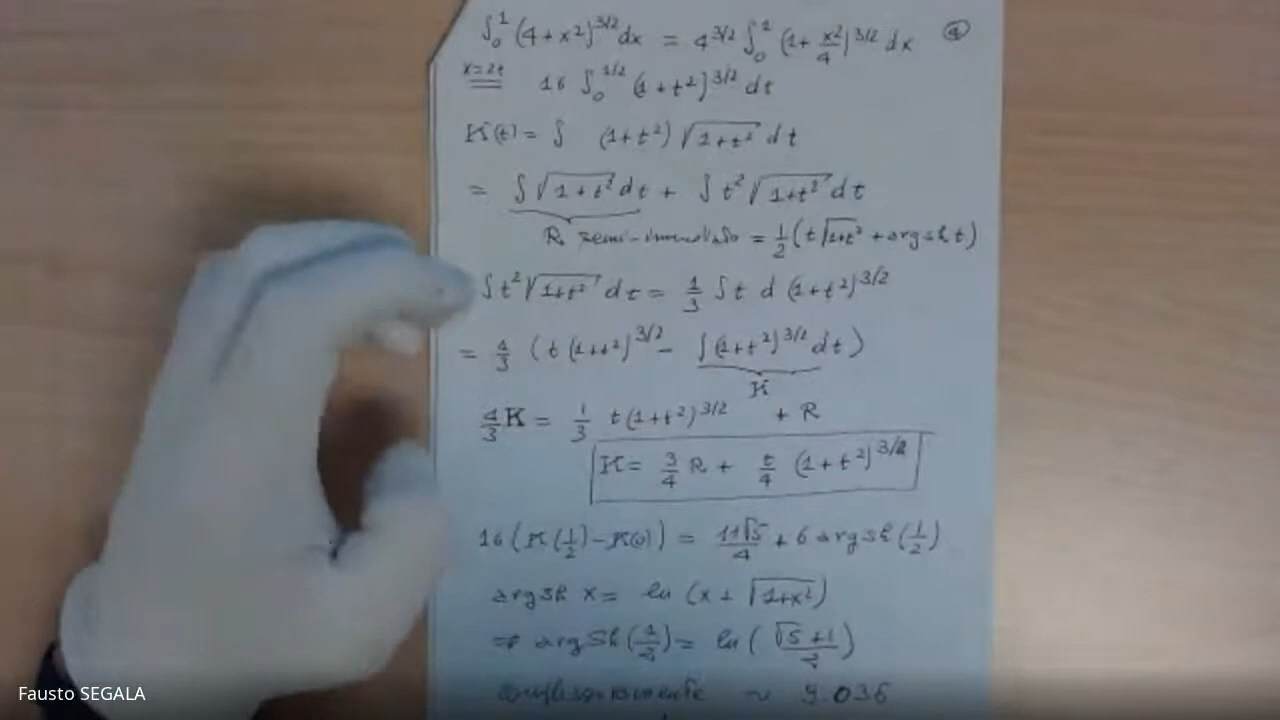 ∫₀¹ (4+x²)^3/2 dx = 4^3/2 ∫₀¹ (1+x²/4)^3/2 dx
x=2t = 16 ∫₀^1/2 (1+t²)^3/2 dt
K(t) = ∫ (1+t²) √(1+t²) dt
= ∫√(1+t²) dt + ∫ t² √(1+t²) dt
R semi-immediato = 1/2 (t√(1+t²) + argsh t)
∫t² √(1+t²) dt = 1/3 ∫ t d (1+t²)^3/2
= 1/3 (t (1+t²)^3/2 - ∫(1+t²)^3/2 dt)
K
4/3 K = 1/3 t(1+t²)^3/2 + R
K = 3/4 R + t/4 (1+t²)^3/2
16 (K(1/2) - K(0)) = 11√5/4 + 6 argsh(1/2)
argsh x = ln (x + √(1+x²))
⇒ argsh(1/2) = ln ((√5+1)/2)
complessivamente ~ 9.036
Fausto SEGALA